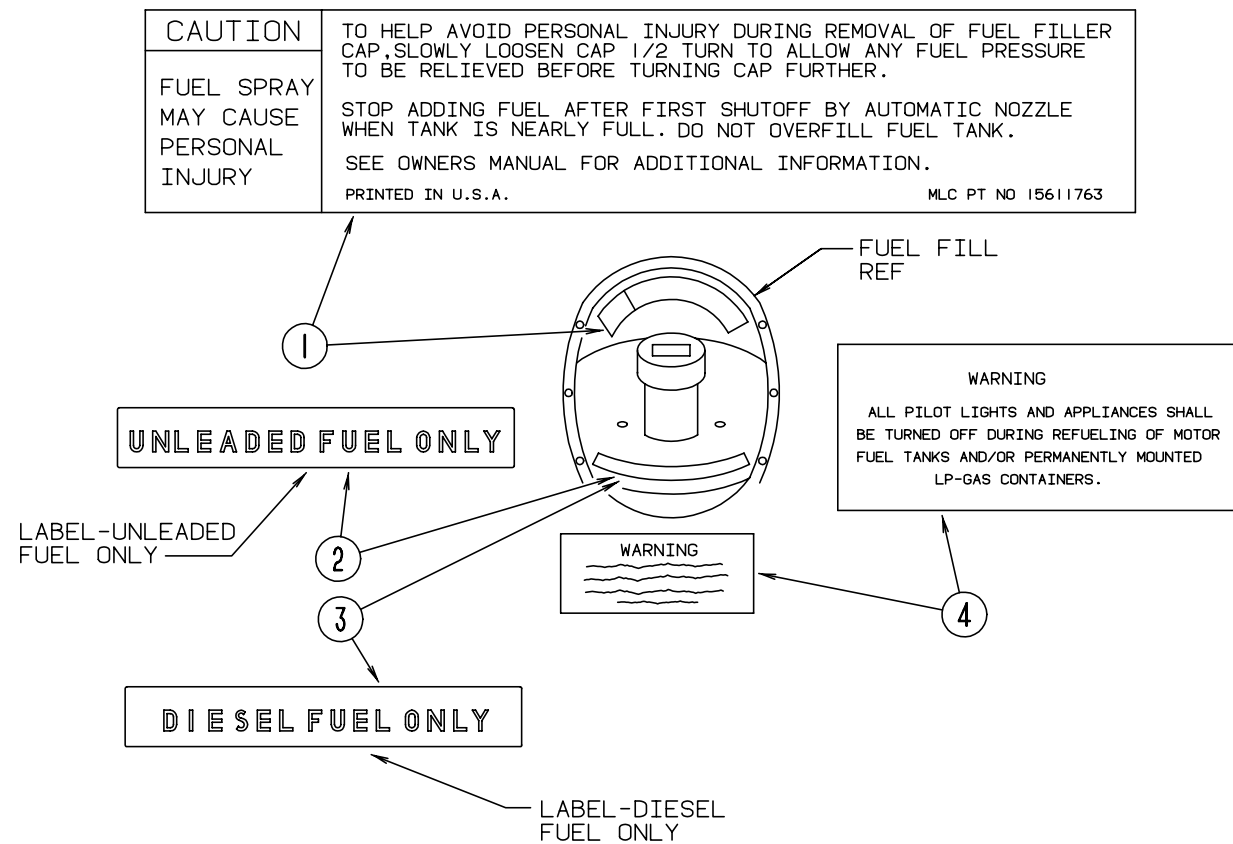 CAUTION
FUEL SPRAY
MAY CAUSE
PERSONAL
INJURY
TO HELP AVOID PERSONAL INJURY DURING REMOVAL OF FUEL FILLER
CAP,SLOWLY LOOSEN CAP 1/2 TURN TO ALLOW ANY FUEL PRESSURE
TO BE RELIEVED BEFORE TURNING CAP FURTHER.
STOP ADDING FUEL AFTER FIRST SHUTOFF BY AUTOMATIC NOZZLE
WHEN TANK IS NEARLY FULL. DO NOT OVERFILL FUEL TANK.
SEE OWNERS MANUAL FOR ADDITIONAL INFORMATION.
PRINTED IN U.S.A. MLC PT NO 15611763
FUEL FILL
REF
1
WARNING
ALL PILOT LIGHTS AND APPLIANCES SHALL
BE TURNED OFF DURING REFUELING OF MOTOR
FUEL TANKS AND/OR PERMANENTLY MOUNTED
LP-GAS CONTAINERS.
UNLEADED FUEL ONLY
LABEL-UNLEADED
FUEL ONLY
2
WARNING
3
4
DIESEL FUEL ONLY
LABEL-DIESEL
FUEL ONLY